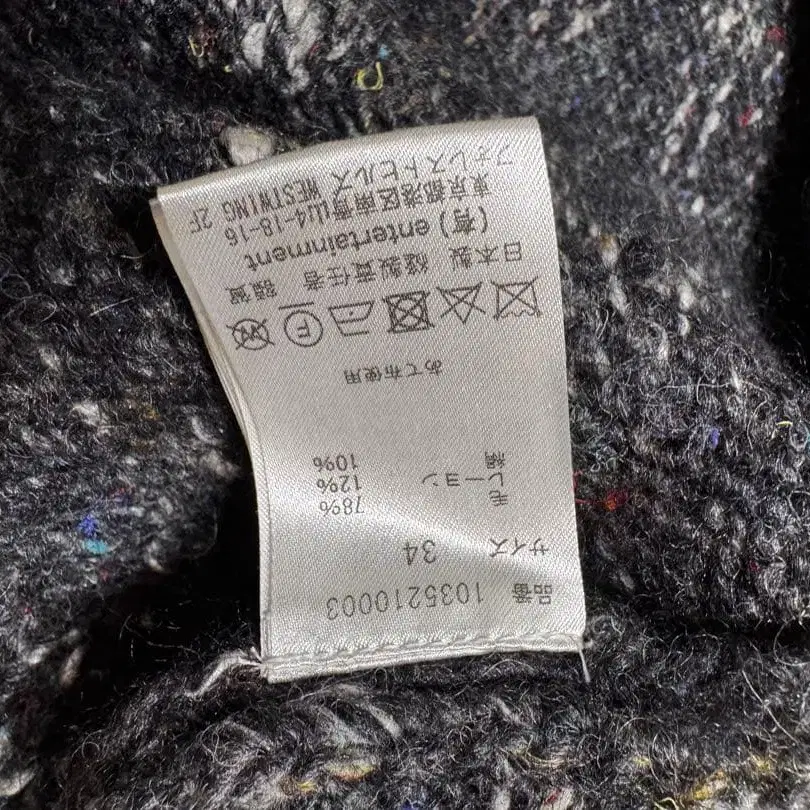 品番 1035210003
サイズ 34
毛 78%
レーヨン 12%
10%
あて布使用
F W
日本製 縫製責任者
(有) entertainment
東京都港区南青山4-18-16
フォレストヒルズ WESTWING 2F